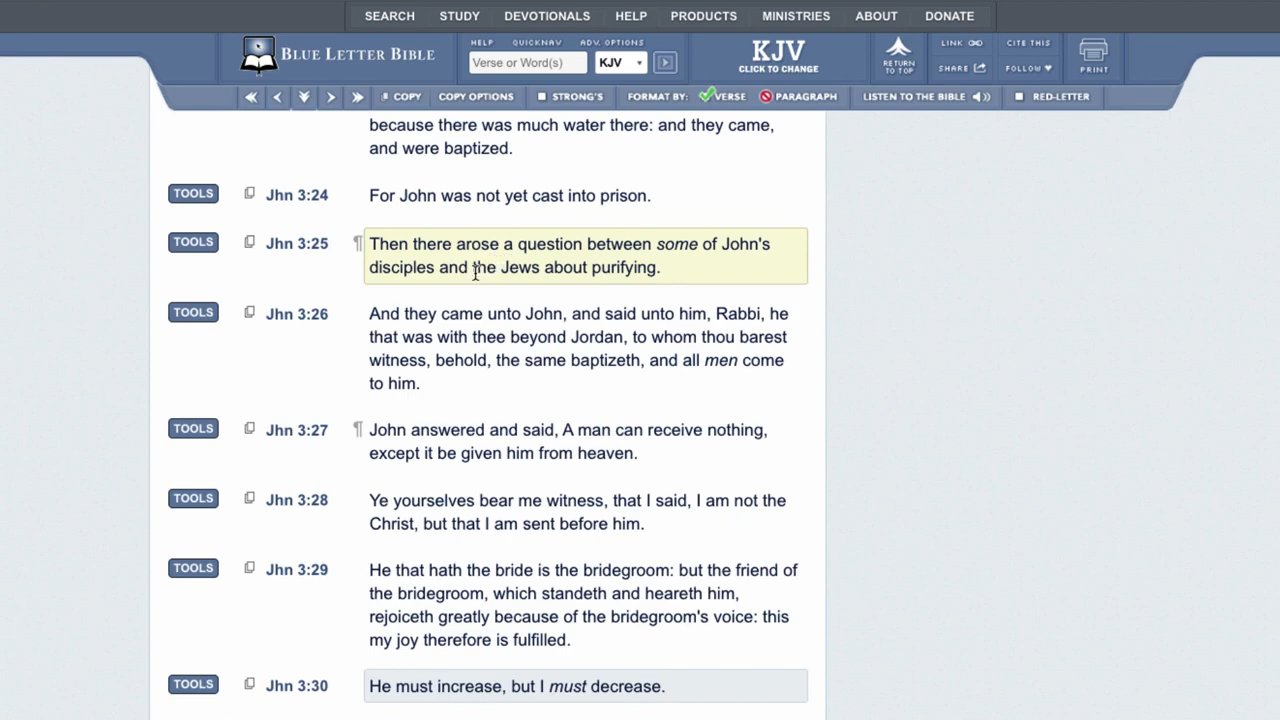 SEARCH STUDY DEVOTIONALS HELP PRODUCTS MINISTRIES ABOUT DONATE
BLUE LETTER BIBLE
HELP QUICKNAV ADV. OPTIONS
Verse or Word(s) KJV
KJV
CLICK TO CHANGE
RETURN
TO TOP
LINK CITE THIS
SHARE FOLLOW
PRINT
COPY COPY OPTIONS STRONG'S FORMAT BY: VERSE PARAGRAPH LISTEN TO THE BIBLE RED-LETTER
because there was much water there: and they came,
and were baptized.
TOOLS Jhn 3:24 For John was not yet cast into prison.
TOOLS Jhn 3:25 ¶ Then there arose a question between some of John's
disciples and the Jews about purifying.
TOOLS Jhn 3:26 And they came unto John, and said unto him, Rabbi, he
that was with thee beyond Jordan, to whom thou barest
witness, behold, the same baptizeth, and all men come
to him.
TOOLS Jhn 3:27 ¶ John answered and said, A man can receive nothing,
except it be given him from heaven.
TOOLS Jhn 3:28 Ye yourselves bear me witness, that I said, I am not the
Christ, but that I am sent before him.
TOOLS Jhn 3:29 He that hath the bride is the bridegroom: but the friend of
the bridegroom, which standeth and heareth him,
rejoiceth greatly because of the bridegroom's voice: this
my joy therefore is fulfilled.
TOOLS Jhn 3:30 He must increase, but I must decrease.